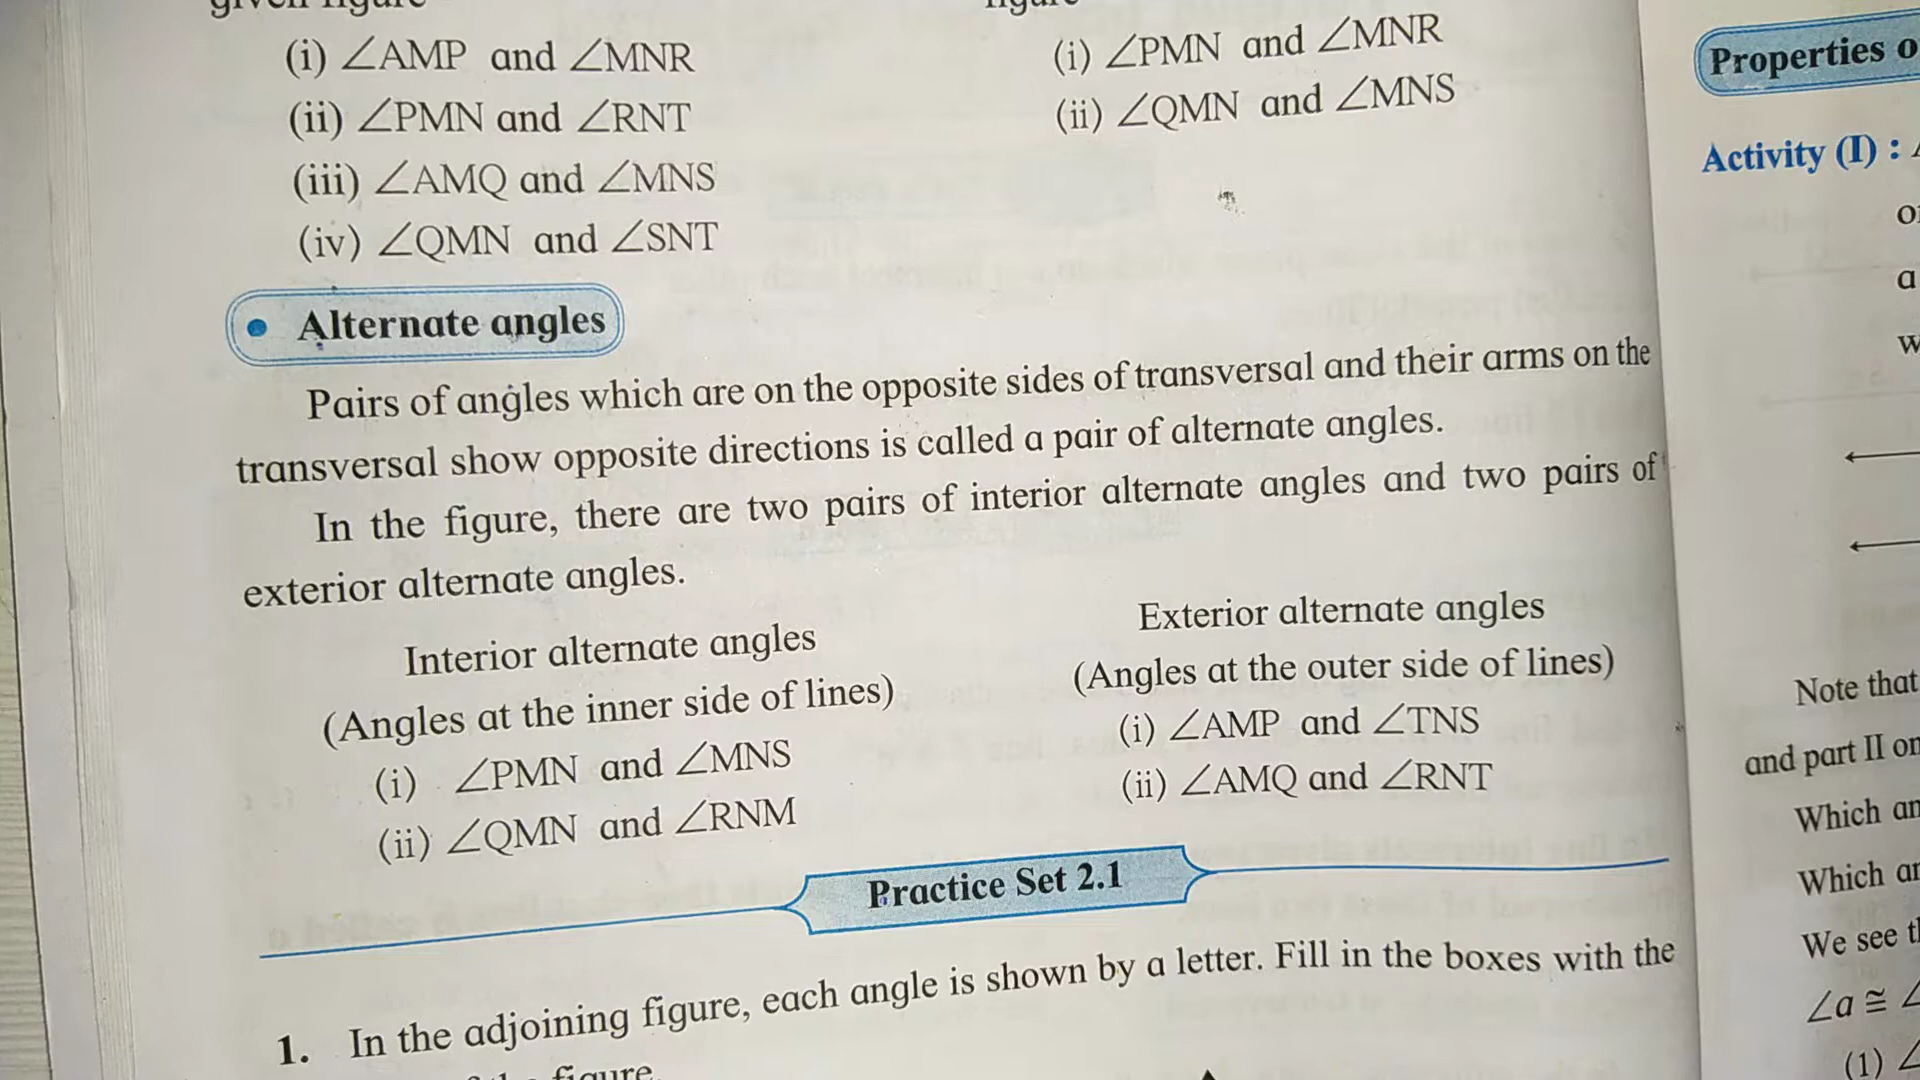 given figure
(i) ∠AMP and ∠MNR
(ii) ∠PMN and ∠RNT
(iii) ∠AMQ and ∠MNS
(iv) ∠QMN and ∠SNT
figure
(i) ∠PMN and ∠MNR
(ii) ∠QMN and ∠MNS
• Alternate angles
Pairs of angles which are on the opposite sides of transversal and their arms on the
transversal show opposite directions is called a pair of alternate angles.
In the figure, there are two pairs of interior alternate angles and two pairs of
exterior alternate angles.
Interior alternate angles
(Angles at the inner side of lines)
(i) ∠PMN and ∠MNS
(ii) ∠QMN and ∠RNM
Exterior alternate angles
(Angles at the outer side of lines)
(i) ∠AMP and ∠TNS
(ii) ∠AMQ and ∠RNT
Practice Set 2.1
1. In the adjoining figure, each angle is shown by a letter. Fill in the boxes with the
figure.
Properties
Activity (I) :
a
Note that
and part II on
Which
Which
We see
∠a ≅ ∠
(1) ∠